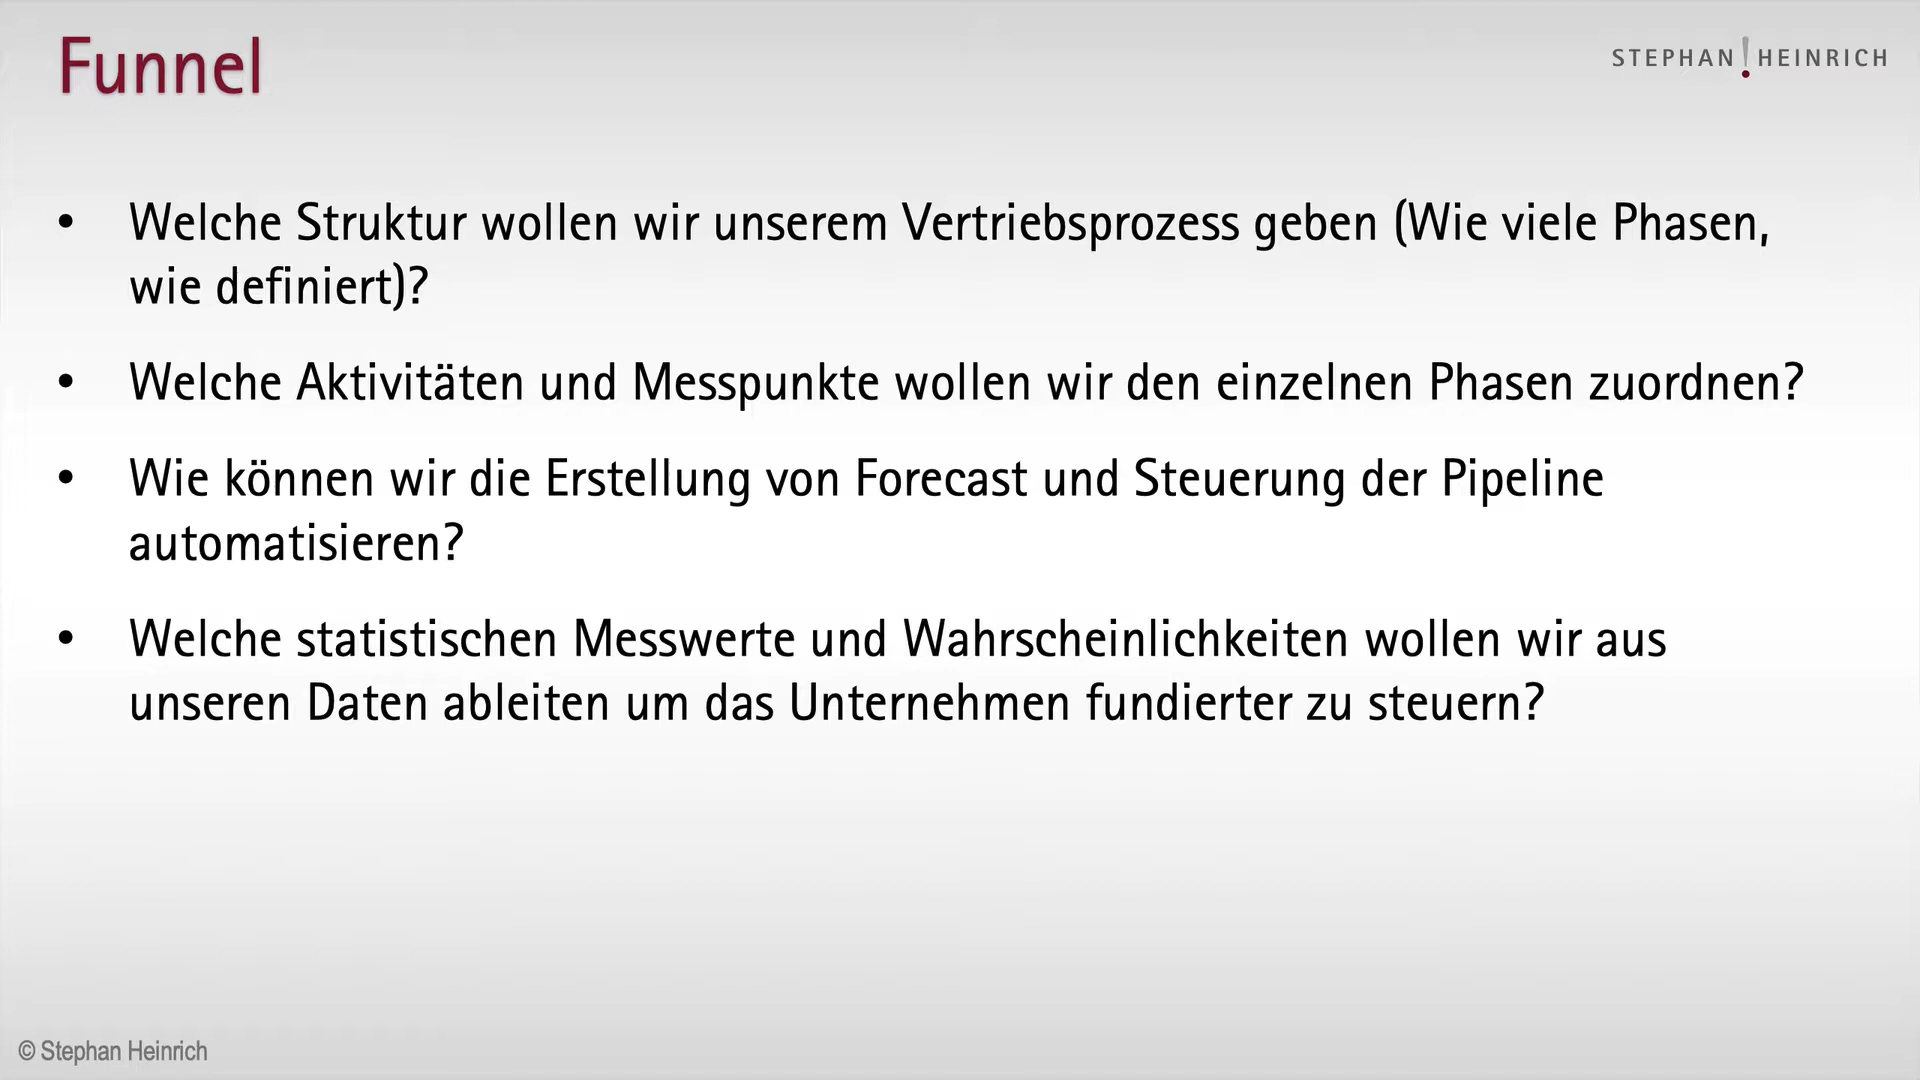 Funnel
STEPHAN!HEINRICH
• Welche Struktur wollen wir unserem Vertriebsprozess geben (Wie viele Phasen,
wie definiert)?
• Welche Aktivitäten und Messpunkte wollen wir den einzelnen Phasen zuordnen?
• Wie können wir die Erstellung von Forecast und Steuerung der Pipeline
automatisieren?
• Welche statistischen Messwerte und Wahrscheinlichkeiten wollen wir aus
unseren Daten ableiten um das Unternehmen fundierter zu steuern?
© Stephan Heinrich